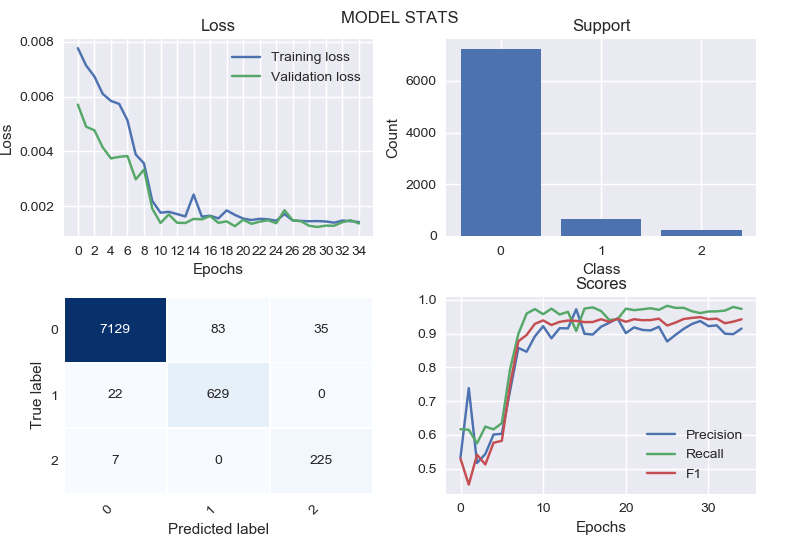 MODEL STATS
Loss
0.008
0.006
0.004
0.002
Loss
Training loss
Validation loss
0 2 4 6 8 10 12 14 16 18 20 22 24 26 28 30 32 34
Epochs
Support
6000
4000
2000
0
Count
0 1 2
Class
7129 83 35
22 629 0
7 0 225
0
1
2
True label
0 1 2
Predicted label
Scores
1.0
0.9
0.8
0.7
0.6
0.5
Precision
Recall
F1
0 10 20 30
Epochs